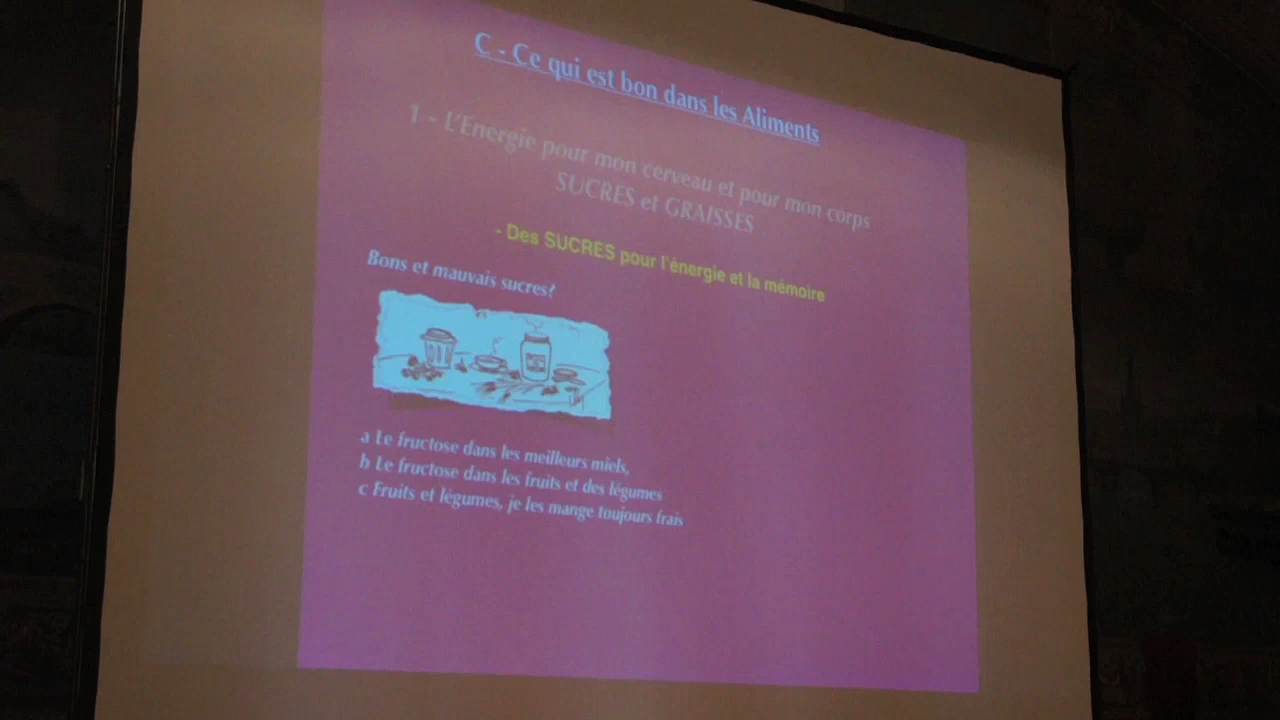 C - Ce qui est bon dans les Aliments
1 - L'Energie pour mon cerveau et pour mon corps
SUCRES et GRAISSES
- Des SUCRES pour l'énergie et la mémoire
Bons et mauvais sucres?
a Le fructose dans les meilleurs miels,
b Le fructose dans les fruits et des légumes
c Fruits et légumes, je les mange toujours frais